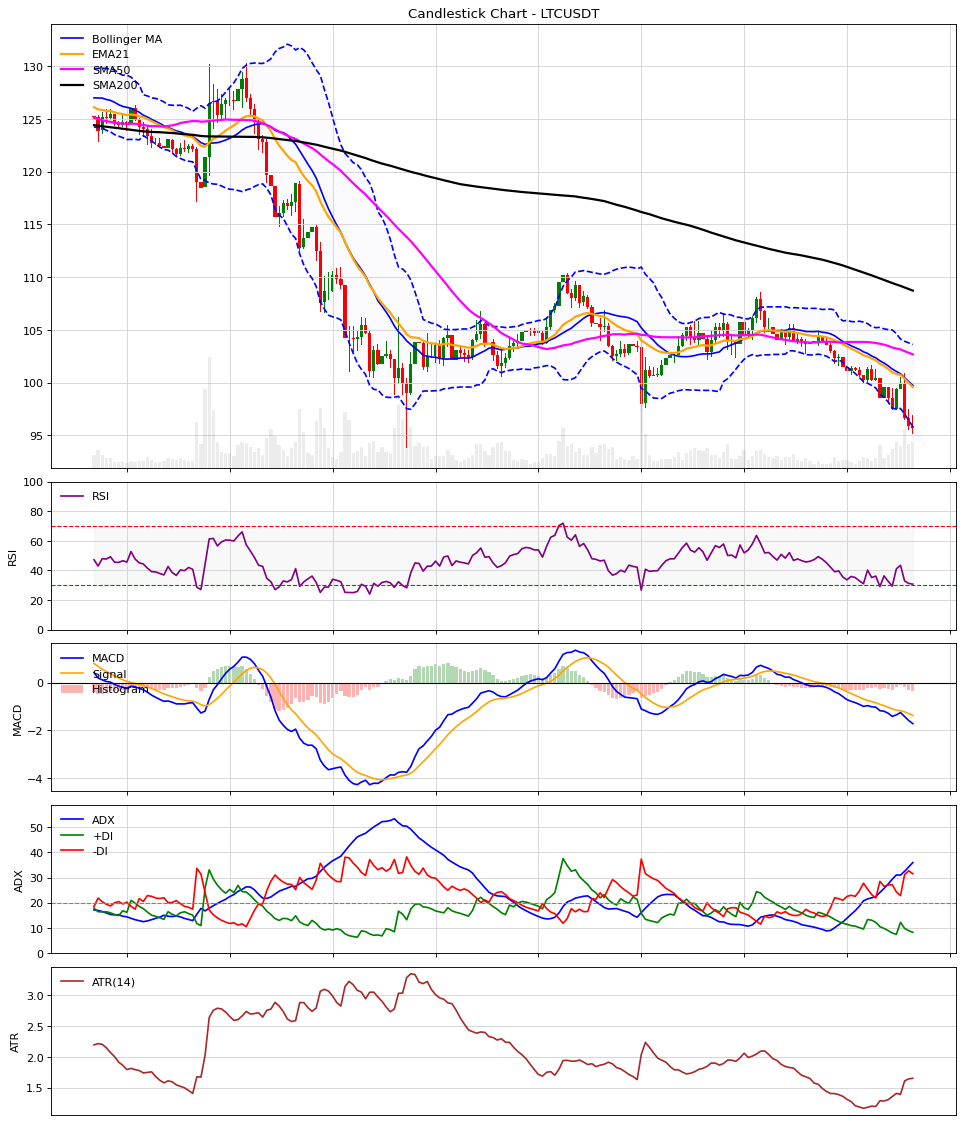 Candlestick Chart - LTCUSDT
Bollinger MA
EMA21
SMA50
SMA200
130
125
120
115
110
105
100
95
RSI
100
80
60
40
20
0
RSI
MACD
Signal
Histogram
0
−2
−4
MACD
ADX
+DI
-DI
50
40
30
20
10
0
ADX
ATR(14)
3.0
2.5
2.0
1.5
ATR